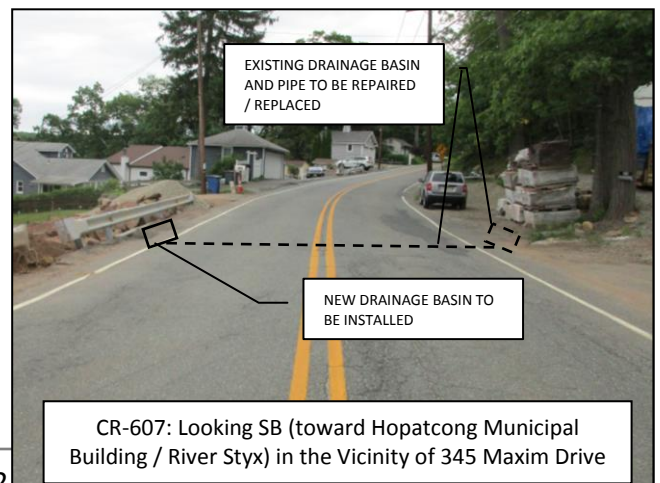 EXISTING DRAINAGE BASIN
AND PIPE TO BE REPAIRED
/ REPLACED
NEW DRAINAGE BASIN TO
BE INSTALLED
CR-607: Looking SB (toward Hopatcong Municipal
Building / River Styx) in the Vicinity of 345 Maxim Drive